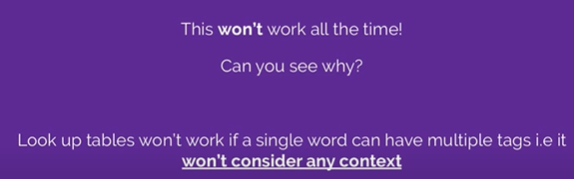 This won't work all the time!
Can you see why?
Look up tables won't work if a single word can have multiple tags i.e it
won't consider any context